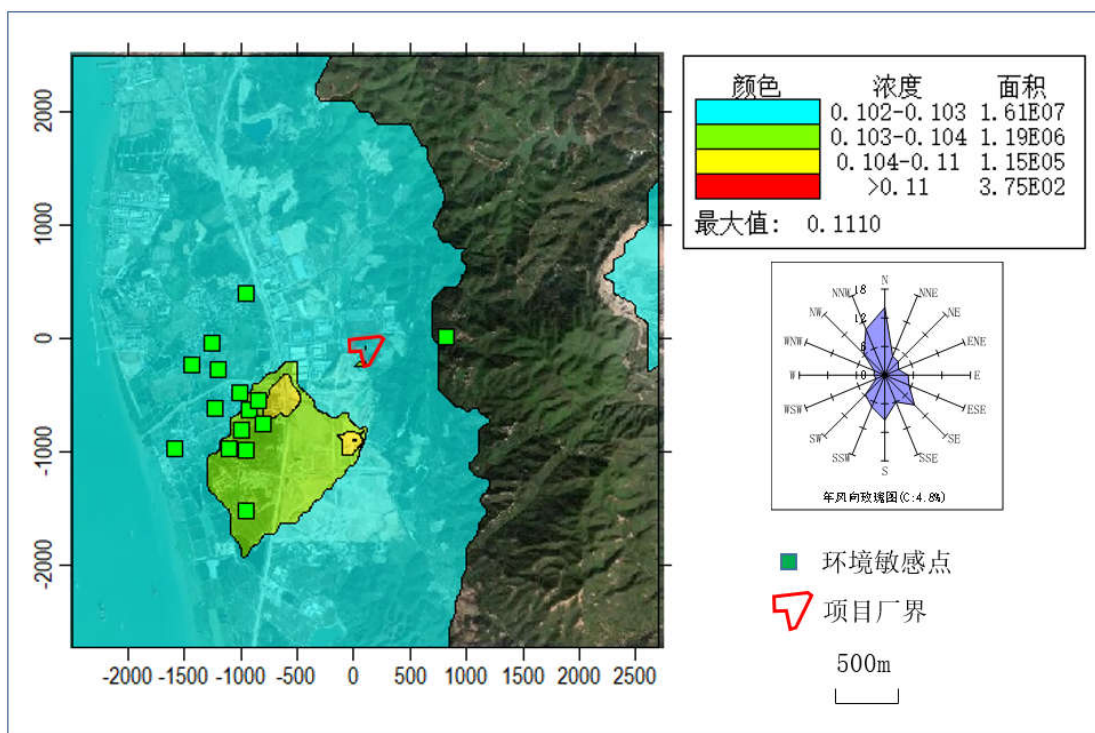 -2000 -1500 -1000 -500 0 500 1000 1500 2000 2500
2000
1000
0
-1000
-2000
颜色 浓度 面积
0.102-0.103 1.61E07
0.103-0.104 1.19E06
0.104-0.11 1.15E05
>0.11 3.75E02
最大值: 0.1110
N
NNW 18 NNE
NW 12 NE
WNW 6 ENE
W 0 E
WSW ESE
SW SE
SSW SSE
S
年风向玫瑰图(C:4.8%)
环境敏感点
项目厂界
500m